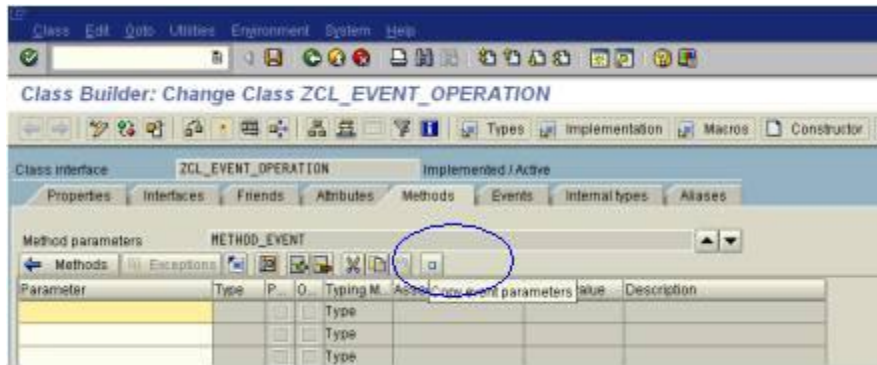 Class Edit Goto Utilities Environment System Help
Class Builder: Change Class ZCL_EVENT_OPERATION
Types Implementation Macros Constructor
Class interface ZCL_EVENT_OPERATION Implemented / Active
Properties Interfaces Friends Attributes Methods Events Internal types Aliases
Method parameters METHOD_EVENT
Methods Exceptions
Parameter Type P... O... Typing M... Copy event parameters value Description
Type
Type
Type